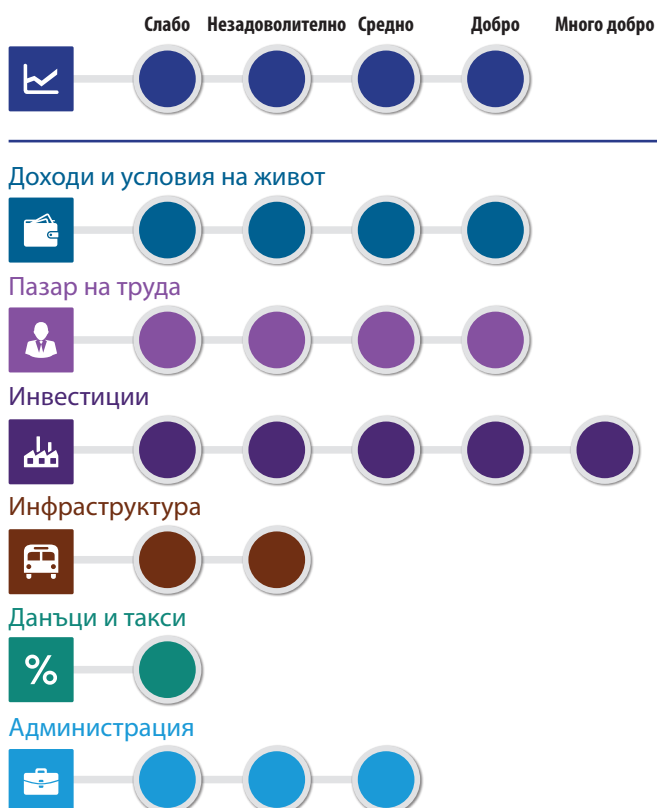 Слабо Незадоволително Средно Добро Много добро
Доходи и условия на живот
Пазар на труда
Инвестиции
Инфраструктура
Данъци и такси
%
Администрация